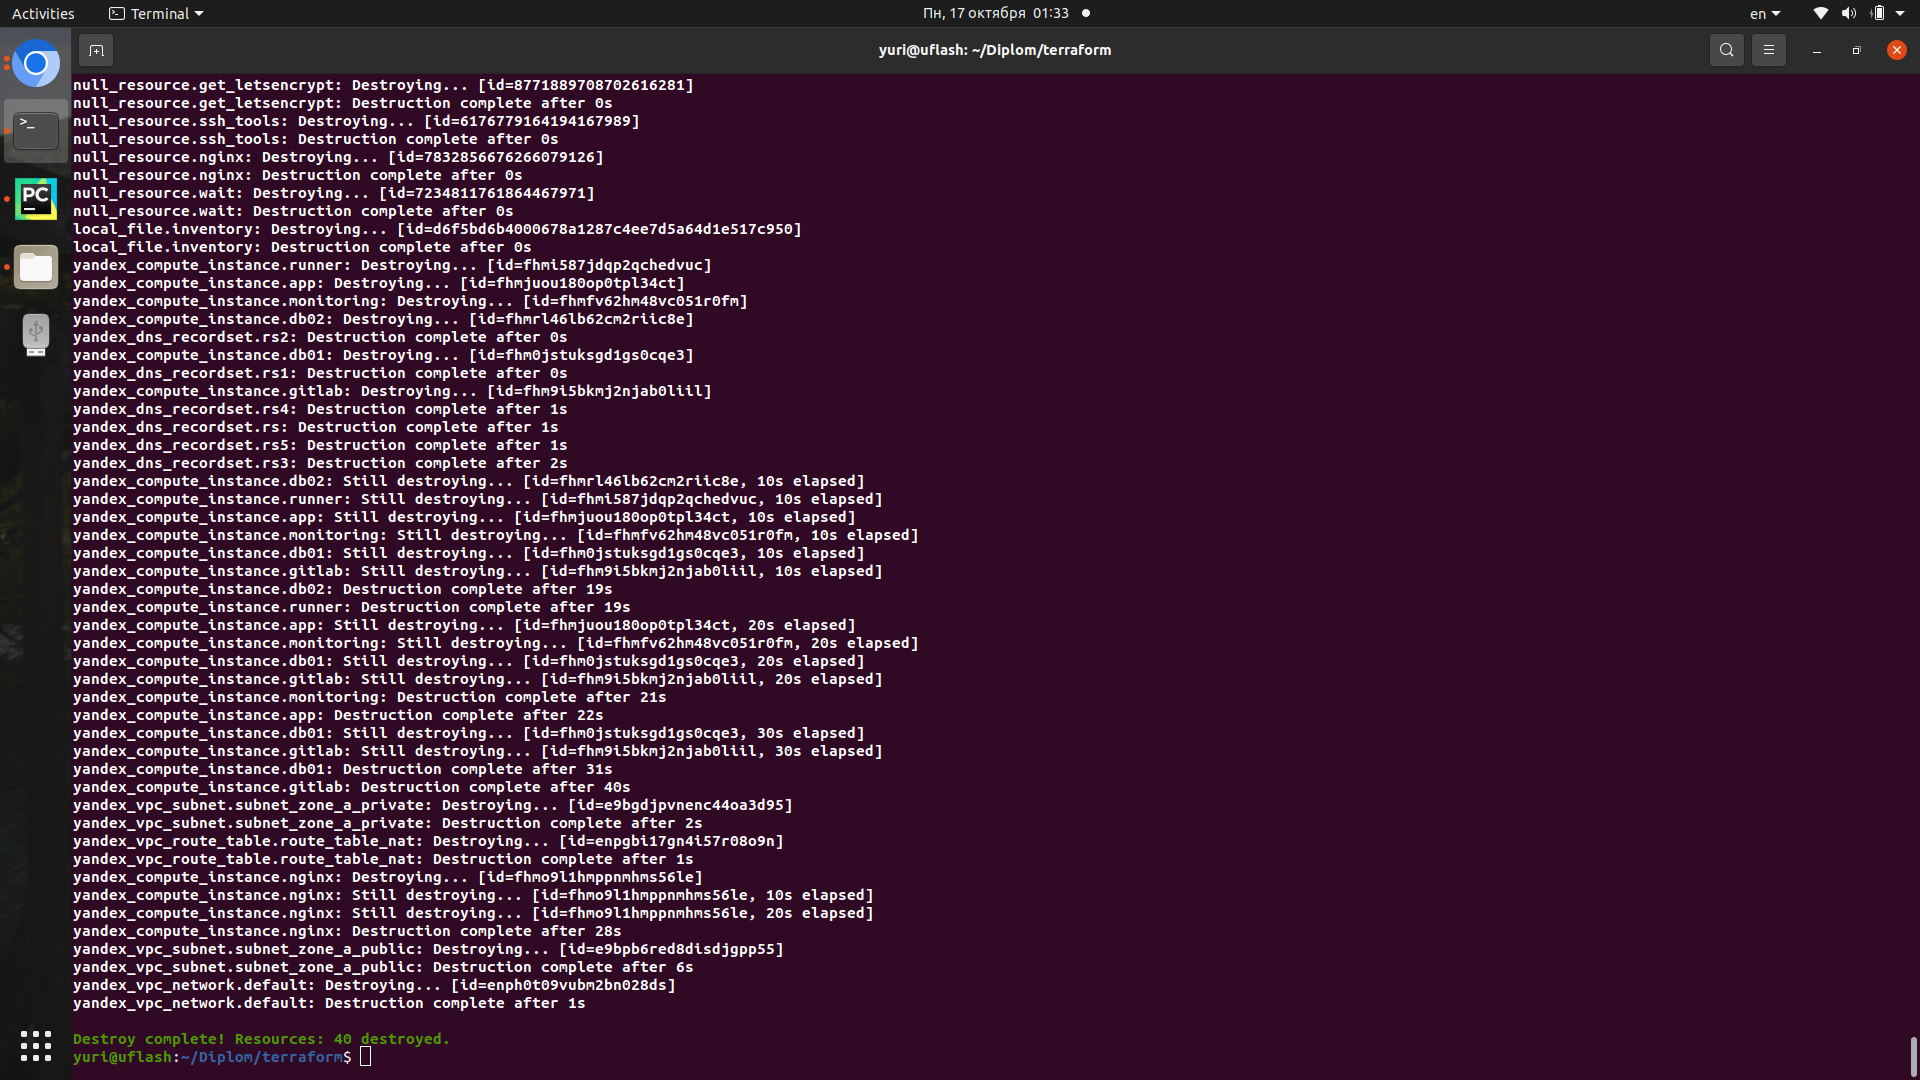 Activities
Terminal
Пн, 17 октября 01:33
en
yuri@uflash: ~/Diplom/terraform
PC
null_resource.get_letsencrypt: Destroying... [id=8771889708702616281]
null_resource.get_letsencrypt: Destruction complete after 0s
null_resource.ssh_tools: Destroying... [id=6176779164194167989]
null_resource.ssh_tools: Destruction complete after 0s
null_resource.nginx: Destroying... [id=7832856676266079126]
null_resource.nginx: Destruction complete after 0s
null_resource.wait: Destroying... [id=7234811761864467971]
null_resource.wait: Destruction complete after 0s
local_file.inventory: Destroying... [id=d6f5bd6b4000678a1287c4ee7d5a64d1e517c950]
local_file.inventory: Destruction complete after 0s
yandex_compute_instance.runner: Destroying... [id=fhmi587jdqp2qchedvuc]
yandex_compute_instance.app: Destroying... [id=fhmjuou180op0tpl34ct]
yandex_compute_instance.monitoring: Destroying... [id=fhmfv62hm48vc051r0fm]
yandex_compute_instance.db02: Destroying... [id=fhmrl46lb62cm2riic8e]
yandex_dns_recordset.rs2: Destruction complete after 0s
yandex_compute_instance.db01: Destroying... [id=fhm0jstuksgd1gs0cqe3]
yandex_dns_recordset.rs1: Destruction complete after 0s
yandex_compute_instance.gitlab: Destroying... [id=fhm9i5bkmj2njab0liil]
yandex_dns_recordset.rs4: Destruction complete after 1s
yandex_dns_recordset.rs: Destruction complete after 1s
yandex_dns_recordset.rs5: Destruction complete after 1s
yandex_dns_recordset.rs3: Destruction complete after 2s
yandex_compute_instance.db02: Still destroying... [id=fhmrl46lb62cm2riic8e, 10s elapsed]
yandex_compute_instance.runner: Still destroying... [id=fhmi587jdqp2qchedvuc, 10s elapsed]
yandex_compute_instance.app: Still destroying... [id=fhmjuou180op0tpl34ct, 10s elapsed]
yandex_compute_instance.monitoring: Still destroying... [id=fhmfv62hm48vc051r0fm, 10s elapsed]
yandex_compute_instance.db01: Still destroying... [id=fhm0jstuksgd1gs0cqe3, 10s elapsed]
yandex_compute_instance.gitlab: Still destroying... [id=fhm9i5bkmj2njab0liil, 10s elapsed]
yandex_compute_instance.db02: Destruction complete after 19s
yandex_compute_instance.runner: Destruction complete after 19s
yandex_compute_instance.app: Still destroying... [id=fhmjuou180op0tpl34ct, 20s elapsed]
yandex_compute_instance.monitoring: Still destroying... [id=fhmfv62hm48vc051r0fm, 20s elapsed]
yandex_compute_instance.db01: Still destroying... [id=fhm0jstuksgd1gs0cqe3, 20s elapsed]
yandex_compute_instance.gitlab: Still destroying... [id=fhm9i5bkmj2njab0liil, 20s elapsed]
yandex_compute_instance.monitoring: Destruction complete after 21s
yandex_compute_instance.app: Destruction complete after 22s
yandex_compute_instance.db01: Still destroying... [id=fhm0jstuksgd1gs0cqe3, 30s elapsed]
yandex_compute_instance.gitlab: Still destroying... [id=fhm9i5bkmj2njab0liil, 30s elapsed]
yandex_compute_instance.db01: Destruction complete after 31s
yandex_compute_instance.gitlab: Destruction complete after 40s
yandex_vpc_subnet.subnet_zone_a_private: Destroying... [id=e9bgdjpvnenc44oa3d95]
yandex_vpc_subnet.subnet_zone_a_private: Destruction complete after 2s
yandex_vpc_route_table.route_table_nat: Destroying... [id=enpgbi17gn4i57r08o9n]
yandex_vpc_route_table.route_table_nat: Destruction complete after 1s
yandex_compute_instance.nginx: Destroying... [id=fhmo9l1hmppnmhms56le]
yandex_compute_instance.nginx: Still destroying... [id=fhmo9l1hmppnmhms56le, 10s elapsed]
yandex_compute_instance.nginx: Still destroying... [id=fhmo9l1hmppnmhms56le, 20s elapsed]
yandex_compute_instance.nginx: Destruction complete after 28s
yandex_vpc_subnet.subnet_zone_a_public: Destroying... [id=e9bpb6red8disdjgpp55]
yandex_vpc_subnet.subnet_zone_a_public: Destruction complete after 6s
yandex_vpc_network.default: Destroying... [id=enph0t09vubm2bn028ds]
yandex_vpc_network.default: Destruction complete after 1s
Destroy complete! Resources: 40 destroyed.
yuri@uflash:~/Diplom/terraform$